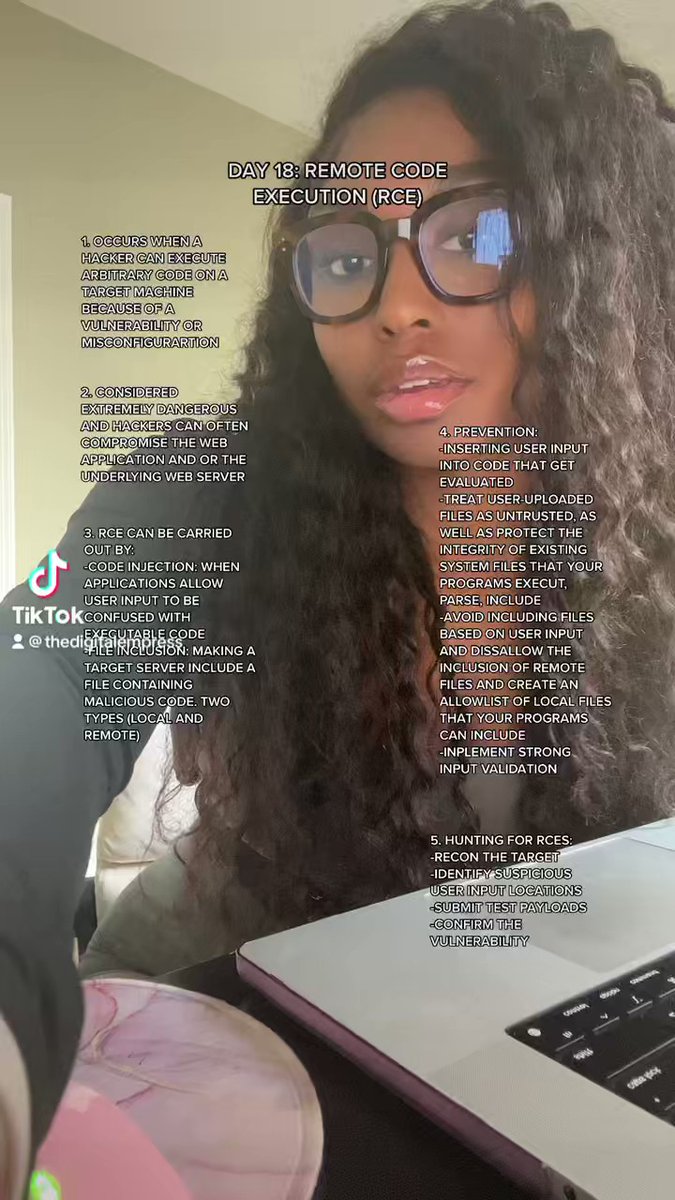 DAY 18: REMOTE CODE
EXECUTION (RCE)
1. OCCURS WHEN A
HACKER CAN EXECUTE
ARBITRARY CODE ON A
TARGET MACHINE
BECAUSE OF A
VULNERABILITY OR
MISCONFIGURARTION
2. CONSIDERED
EXTREMELY DANGEROUS
AND HACKERS CAN OFTEN
COMPROMISE THE WEB
APPLICATION AND OR THE
UNDERLYING WEB SERVER
3. RCE CAN BE CARRIED
OUT BY:
-CODE INJECTION: WHEN
APPLICATIONS ALLOW
USER INPUT TO BE
CONFUSED WITH
EXECUTABLE CODE
-FILE INCLUSION: MAKING A
TARGET SERVER INCLUDE A
FILE CONTAINING
MALICIOUS CODE. TWO
TYPES (LOCAL AND
REMOTE)
TikTok
@thedigitalempress
4. PREVENTION:
-INSERTING USER INPUT
INTO CODE THAT GET
EVALUATED
-TREAT USER-UPLOADED
FILES AS UNTRUSTED, AS
WELL AS PROTECT THE
INTEGRITY OF EXISTING
SYSTEM FILES THAT YOUR
PROGRAMS EXECUT,
PARSE, INCLUDE
-AVOID INCLUDING FILES
BASED ON USER INPUT
AND DISSALLOW THE
INCLUSION OF REMOTE
FILES AND CREATE AN
ALLOWLIST OF LOCAL FILES
THAT YOUR PROGRAMS
CAN INCLUDE
-INPLEMENT STRONG
INPUT VALIDATION
5. HUNTING FOR RCES:
-RECON THE TARGET
-IDENTIFY SUSPICIOUS
USER INPUT LOCATIONS
-SUBMIT TEST PAYLOADS
-CONFIRM THE
VULNERABILITY